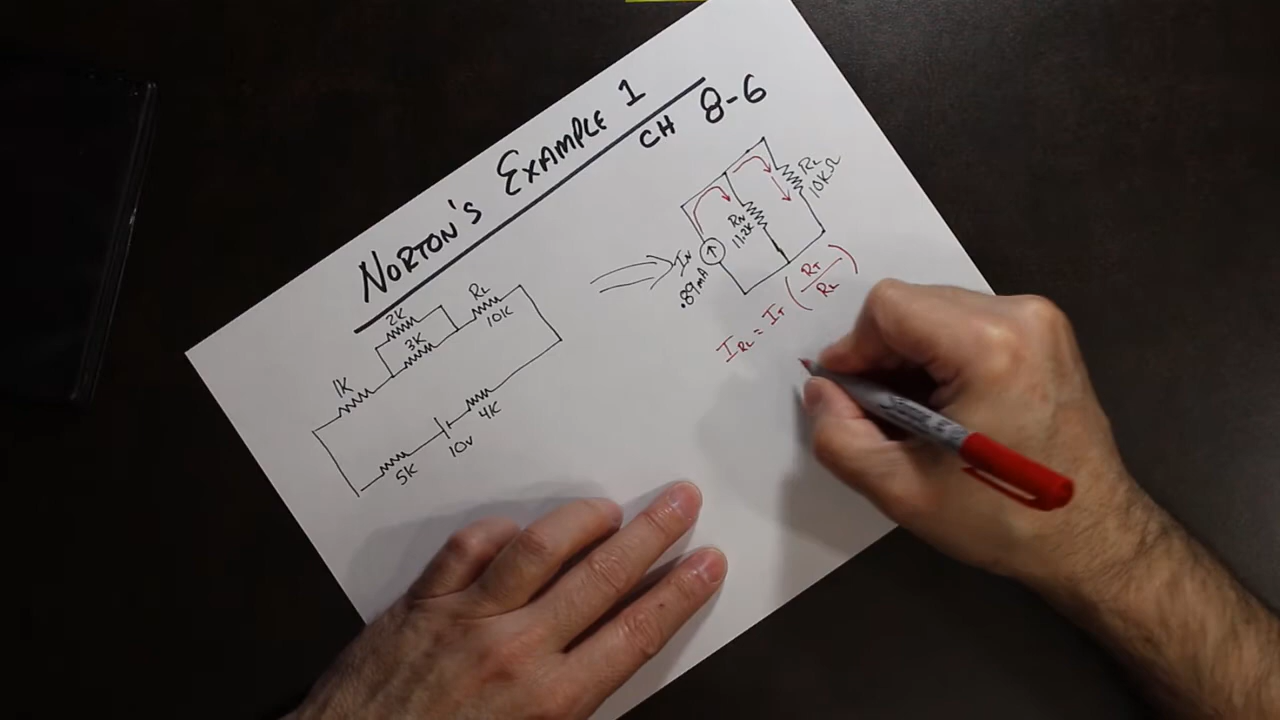 NORTON'S EXAMPLE 1
CH 8-6
2K
3K
RL
10K
1K
4K
10V
5K
IN
.89mA
RN
11.2K
RL
10KΩ
IRL = IT (RT/RL)